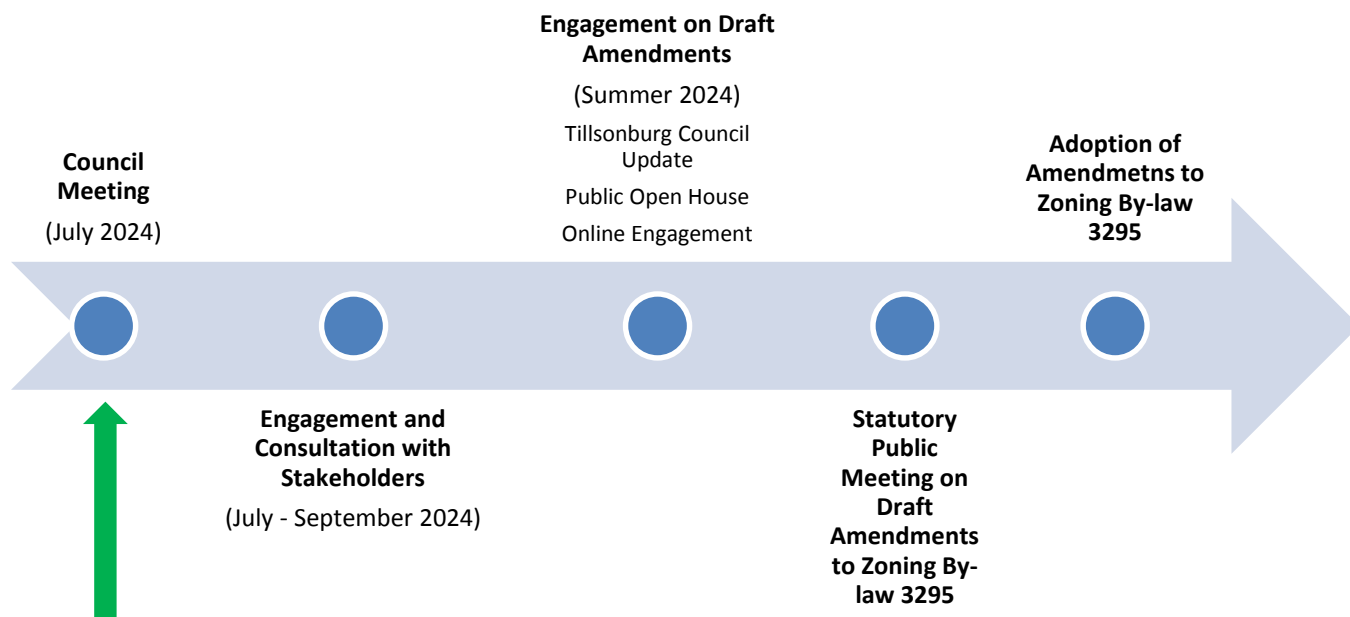 Council
Meeting
(July 2024)
Engagement and
Consultation with
Stakeholders
(July - September 2024)
Engagement on Draft
Amendments
(Summer 2024)
Tillsonburg Council
Update
Public Open House
Online Engagement
Statutory
Public
Meeting on
Draft
Amendments
to Zoning By-
law 3295
Adoption of
Amendmetns to
Zoning By-law
3295